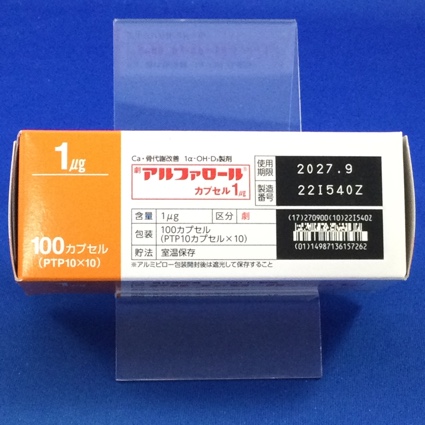 1μg
100カプセル
(PTP10×10)
Ca・骨代謝改善 1α-OH-D₃製剤
劇 アルファロール®
カプセル1μg
含量 1μg 区分 劇
包装 100カプセル
(PTP10カプセル×10)
貯法 室温保存
※アルミピロー包装開封後は遮光して保存すること
使用期限 2027.9
製造番号 22I540Z
(17)270900(10)22I540Z
(01)14987136157262